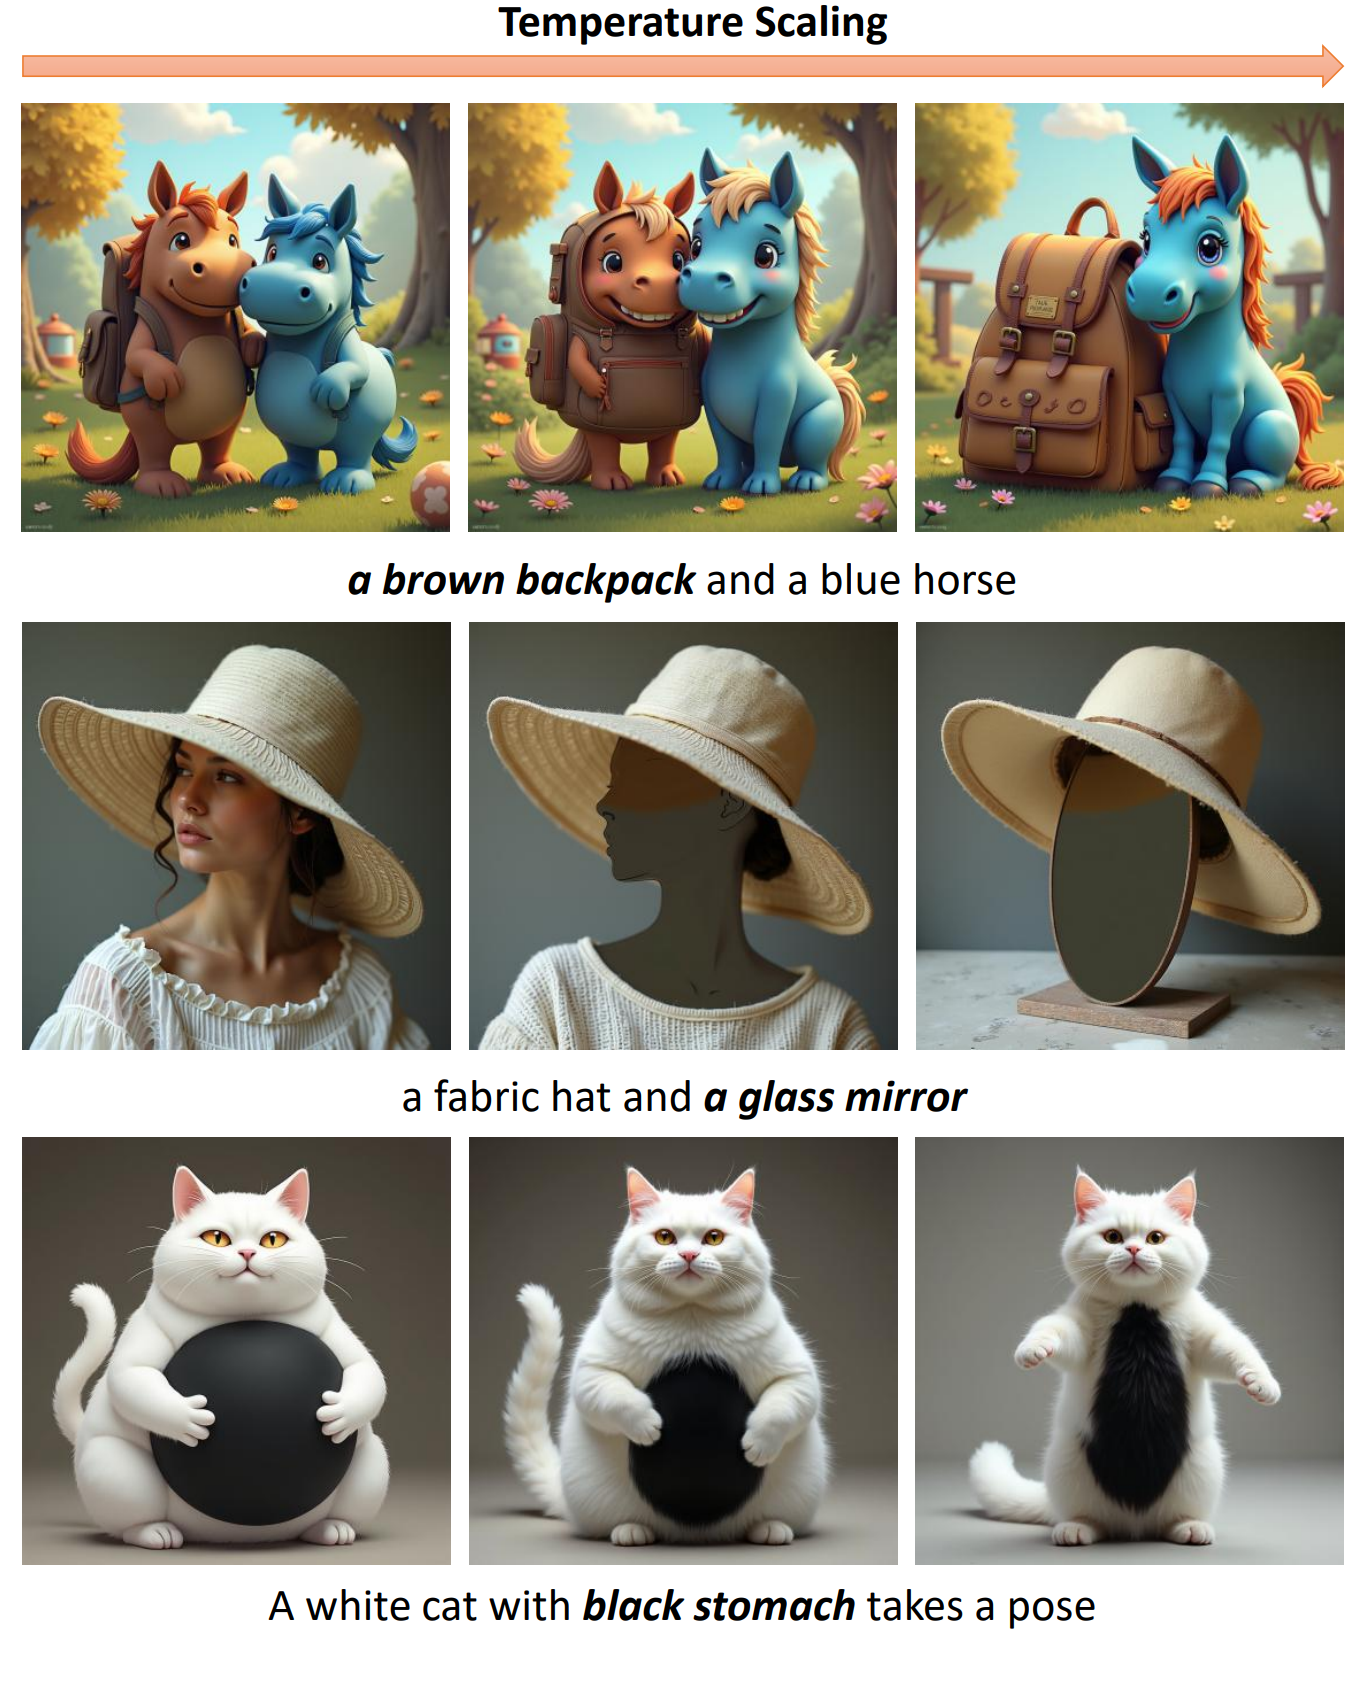 Temperature Scaling
a brown backpack and a blue horse
a fabric hat and a glass mirror
A white cat with black stomach takes a pose